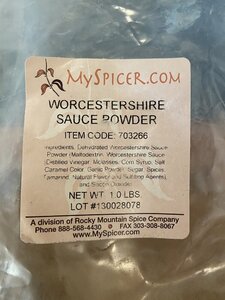 MYSPICER.COM
WORCESTERSHIRE
SAUCE POWDER
ITEM CODE: 703266
Ingredients: Dehydrated Worcestershire Sauce
Powder (Maltodextrin, Worcestershire Sauce
(Distilled Vinegar, Molasses, Corn Syrup, Salt
Caramel Color, Garlic Powder, Sugar, Spices,
Tamarind, Natural Flavor and Sulfiting Agents),
and Silicon Dioxide
NET WT. 1.0 LBS
LOT #130028078
A division of Rocky Mountain Spice Company
Phone 888-568-4430 • FAX 303-308-8067
www.MySpicer.com